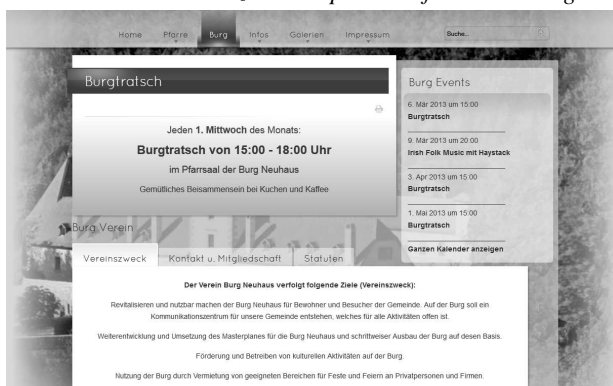 Home Pfarre Burg Infos Galerien Impressum Suche...
Burgtratsch
Jeden 1. Mittwoch des Monats:
Burgtratsch von 15:00 - 18:00 Uhr
im Pfarrsaal der Burg Neuhaus
Gemütliches Beisammensein bei Kuchen und Kaffee
Burg Events
6. Mär 2013 um 15:00
Burgtratsch
9. Mär 2013 um 20:00
Irish Folk Music mit Haystack
3. Apr 2013 um 15:00
Burgtratsch
1. Mai 2013 um 15:00
Burgtratsch
Ganzen Kalender anzeigen
Burg Verein
Vereinszweck Kontakt u. Mitgliedschaft Statuten
Der Verein Burg Neuhaus verfolgt folgende Ziele (Vereinszweck):
Revitalisieren und nutzbar machen der Burg Neuhaus für Bewohner und Besucher der Gemeinde. Auf der Burg soll ein
Kommunikationszentrum für unsere Gemeinde entstehen, welches für alle Aktivitäten offen ist.
Weiterentwicklung und Umsetzung des Masterplanes für die Burg Neuhaus und schrittweiser Ausbau der Burg auf desen Basis.
Förderung und Betreiben von kulturellen Aktivitäten auf der Burg.
Nutzung der Burg durch Vermietung von geeigneten Bereichen für Feste und Feiern an Privatpersonen und Firmen.